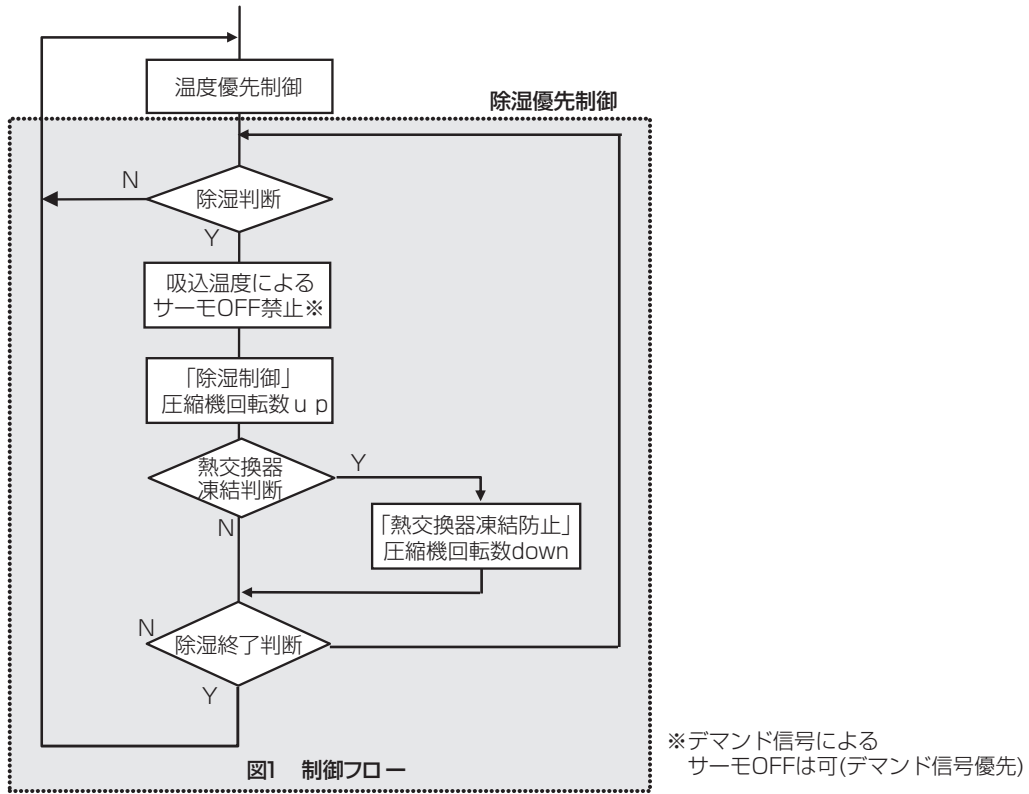 温度優先制御
除湿優先制御
N
除湿判断
Y
吸込温度による
サーモOFF禁止※
「除湿制御」
圧縮機回転数ｕｐ
熱交換器
凍結判断
Y
N
「熱交換器凍結防止」
圧縮機回転数down
N
除湿終了判断
Y
図1　制御フロー
※デマンド信号による
サーモOFFは可(デマンド信号優先)